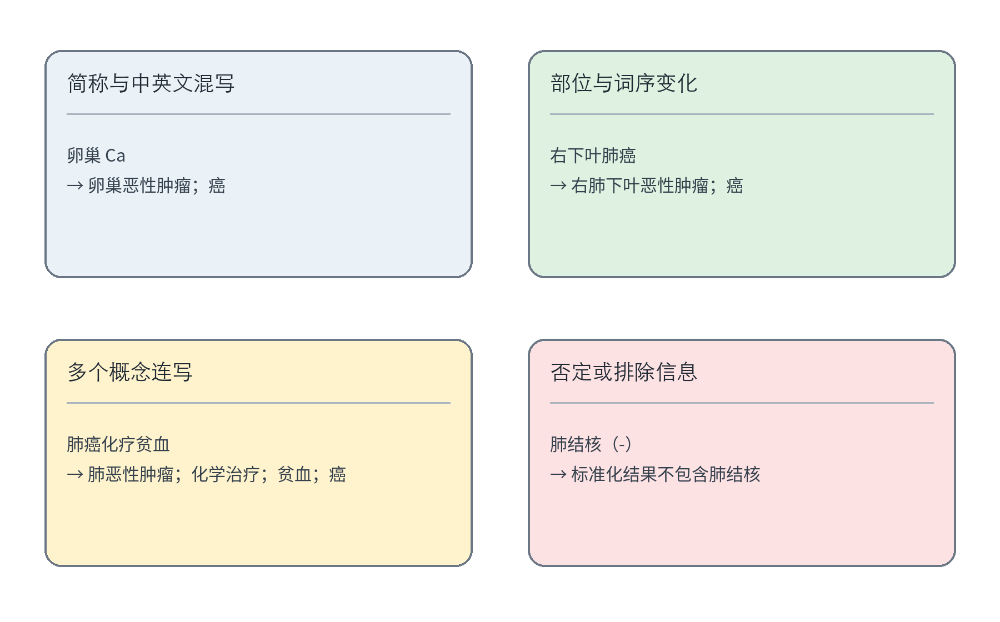 简称与中英文混写
卵巢 Ca
→ 卵巢恶性肿瘤；癌
部位与词序变化
右下叶肺癌
→ 右肺下叶恶性肿瘤；癌
多个概念连写
肺癌化疗贫血
→ 肺恶性肿瘤；化学治疗；贫血；癌
否定或排除信息
肺结核（-）
→ 标准化结果不包含肺结核